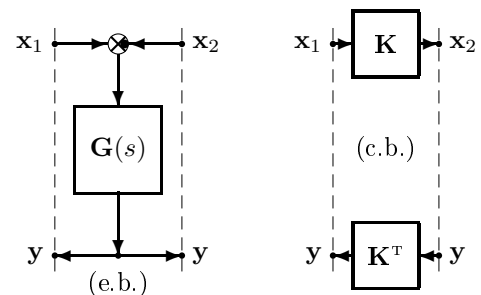 x₁ x₂ x₁ K x₂
G(s) (c.b.)
y y y Kᵀ y
(e.b.)